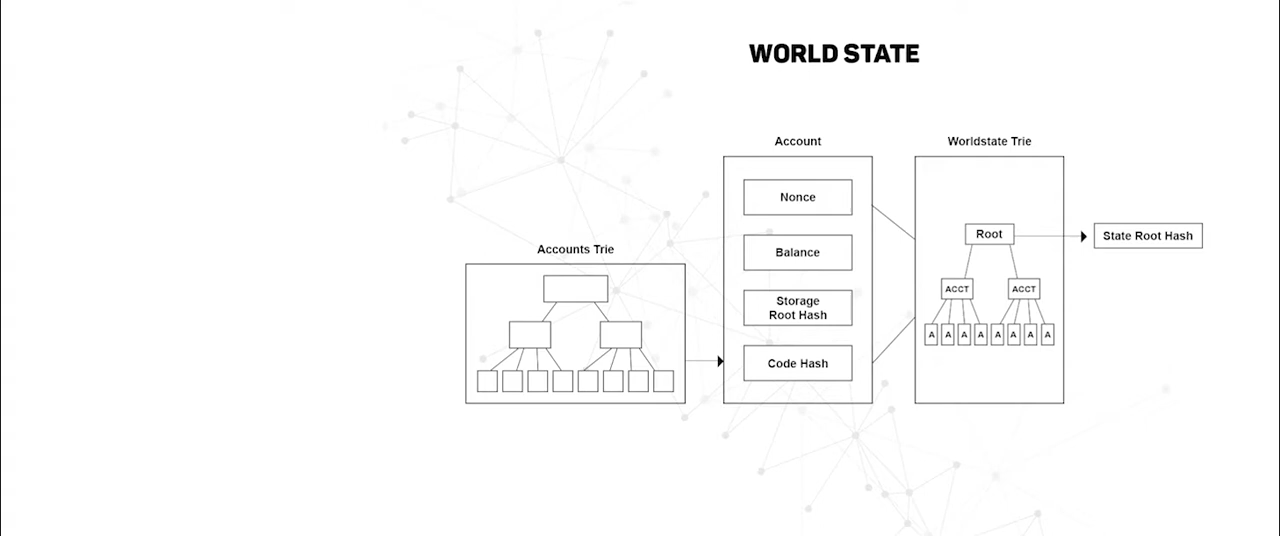 WORLD STATE
Accounts Trie
Account
Nonce
Balance
Storage
Root Hash
Code Hash
Worldstate Trie
Root
ACCT
ACCT
A
A
A
A
A
A
A
A
State Root Hash